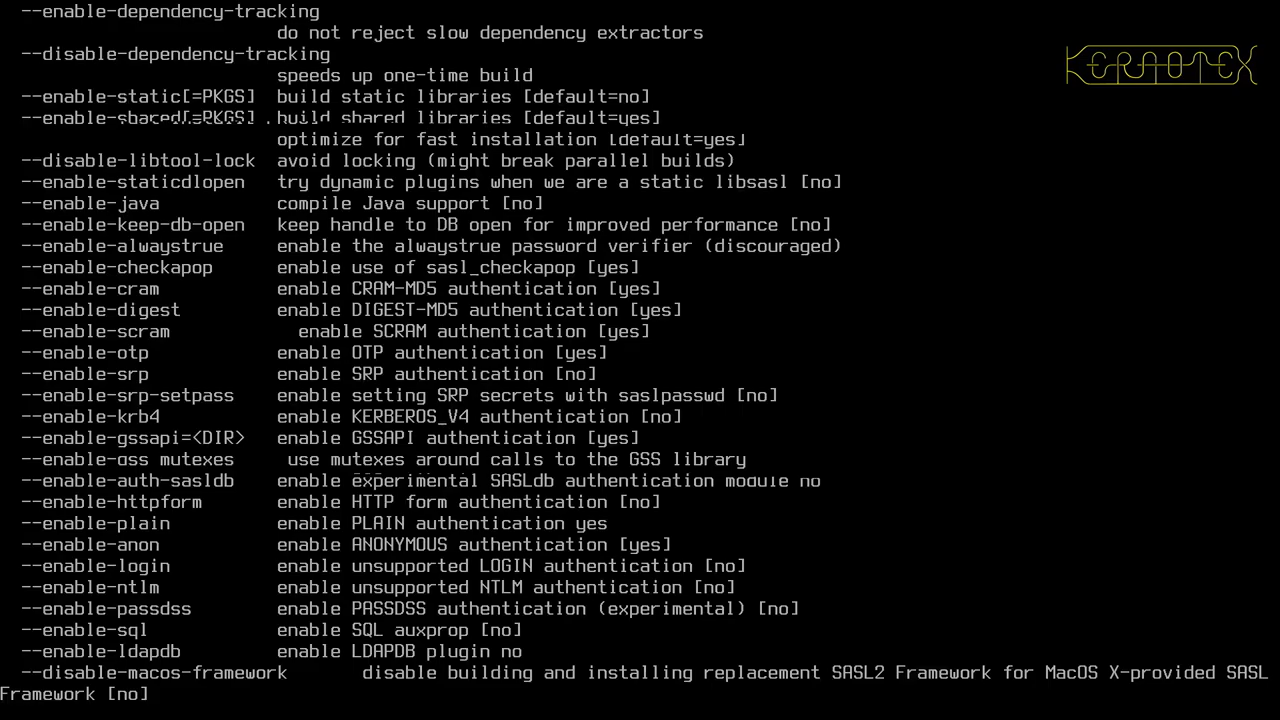 --enable-dependency-tracking
do not reject slow dependency extractors
--disable-dependency-tracking
speeds up one-time build
--enable-static[=PKGS] build static libraries [default=no]
--enable-shared[=PKGS] build shared libraries [default=yes]
optimize for fast installation [default=yes]
--disable-libtool-lock avoid locking (might break parallel builds)
--enable-staticdlopen try dynamic plugins when we are a static libsasl [no]
--enable-java compile Java support [no]
--enable-keep-db-open keep handle to DB open for improved performance [no]
--enable-alwaystrue enable the alwaystrue password verifier (discouraged)
--enable-checkapop enable use of sasl_checkapop [yes]
--enable-cram enable CRAM-MD5 authentication [yes]
--enable-digest enable DIGEST-MD5 authentication [yes]
--enable-scram enable SCRAM authentication [yes]
--enable-otp enable OTP authentication [yes]
--enable-srp enable SRP authentication [no]
--enable-srp-setpass enable setting SRP secrets with saslpasswd [no]
--enable-krb4 enable KERBEROS_V4 authentication [no]
--enable-gssapi=<DIR> enable GSSAPI authentication [yes]
--enable-gss mutexes use mutexes around calls to the GSS library
--enable-auth-sasldb enable experimental SASLdb authentication module no
--enable-httpform enable HTTP form authentication [no]
--enable-plain enable PLAIN authentication yes
--enable-anon enable ANONYMOUS authentication [yes]
--enable-login enable unsupported LOGIN authentication [no]
--enable-ntlm enable unsupported NTLM authentication [no]
--enable-passdss enable PASSDSS authentication (experimental) [no]
--enable-sql enable SQL auxprop [no]
--enable-ldapdb enable LDAPDB plugin no
--disable-macos-framework disable building and installing replacement SASL2 Framework for MacOS X-provided SASL
Framework [no]